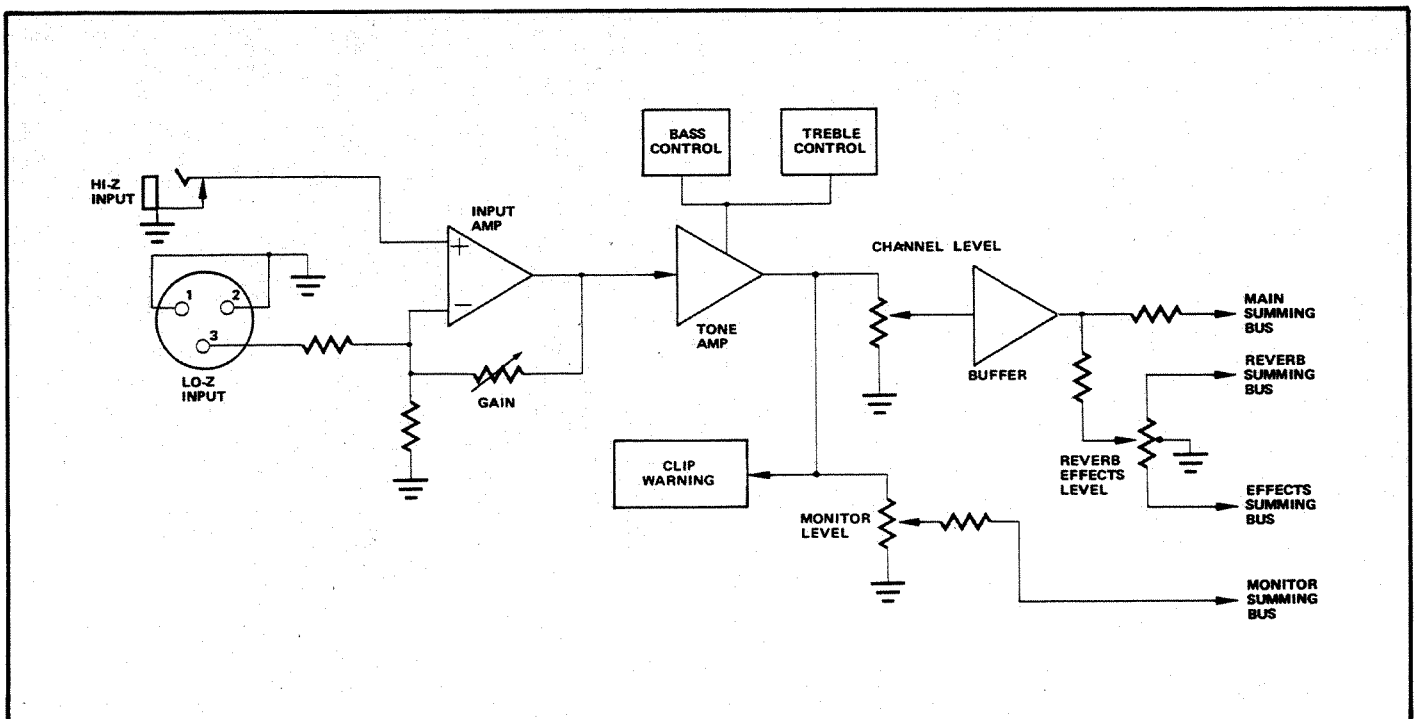 BASS
CONTROL
TREBLE
CONTROL
HI-Z
INPUT
INPUT
AMP
+
−
1
2
3
LO-Z
INPUT
GAIN
TONE
AMP
CHANNEL LEVEL
BUFFER
MAIN
SUMMING
BUS
REVERB
SUMMING
BUS
REVERB
EFFECTS
LEVEL
CLIP
WARNING
EFFECTS
SUMMING
BUS
MONITOR
LEVEL
MONITOR
SUMMING
BUS